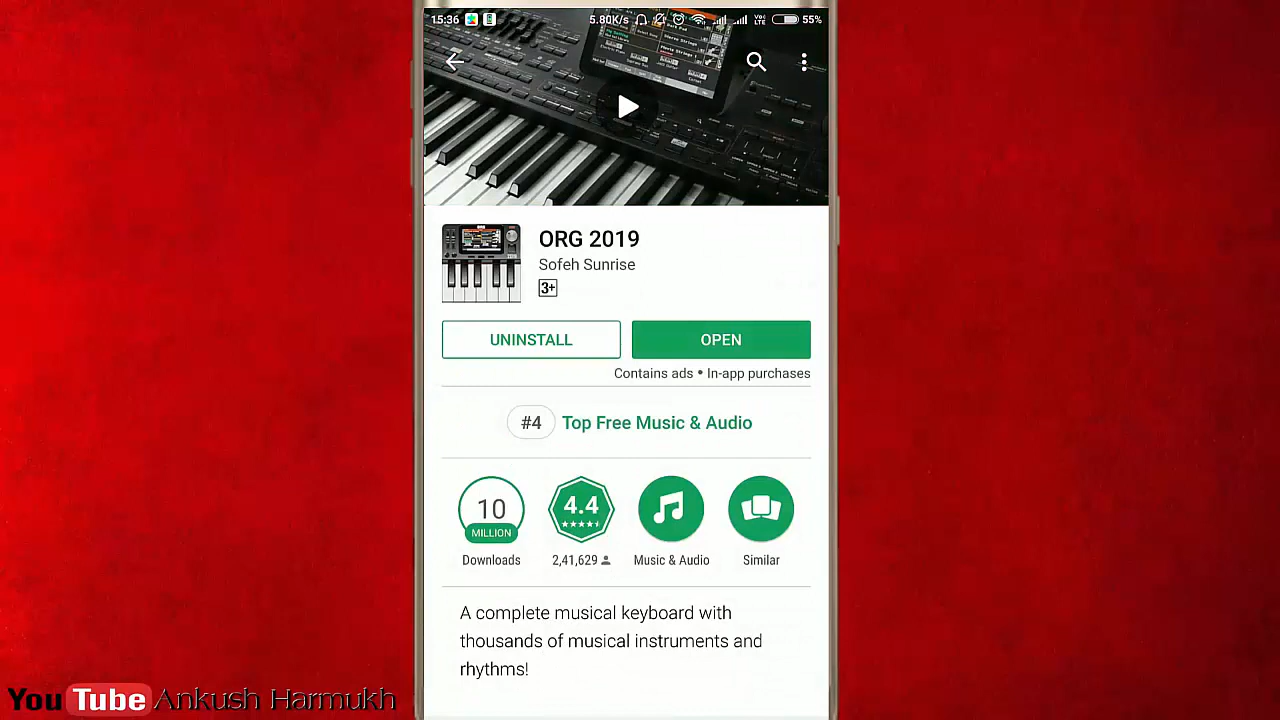 15:36
5.80K/s
Vo LTE
55%
ORG 2019
Sofeh Sunrise
3+
UNINSTALL
OPEN
Contains ads • In-app purchases
#4
Top Free Music & Audio
10
MILLION
Downloads
4.4
2,41,629
Music & Audio
Similar
A complete musical keyboard with
thousands of musical instruments and
rhythms!
YouTube Ankush Harmukh